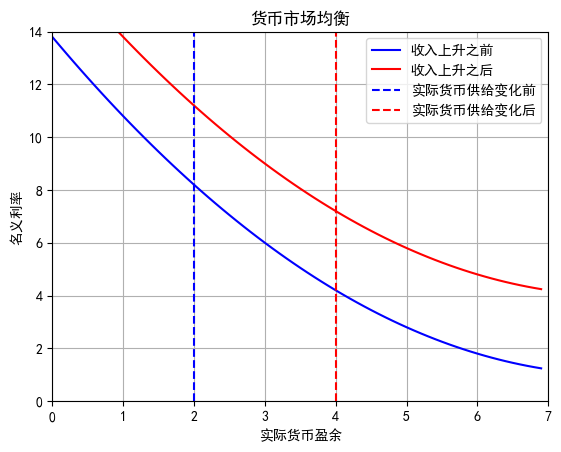 货币市场均衡
收入上升之前
收入上升之后
实际货币供给变化前
实际货币供给变化后
名义利率
14
12
10
8
6
4
2
0
0 1 2 3 4 5 6 7
实际货币盈余